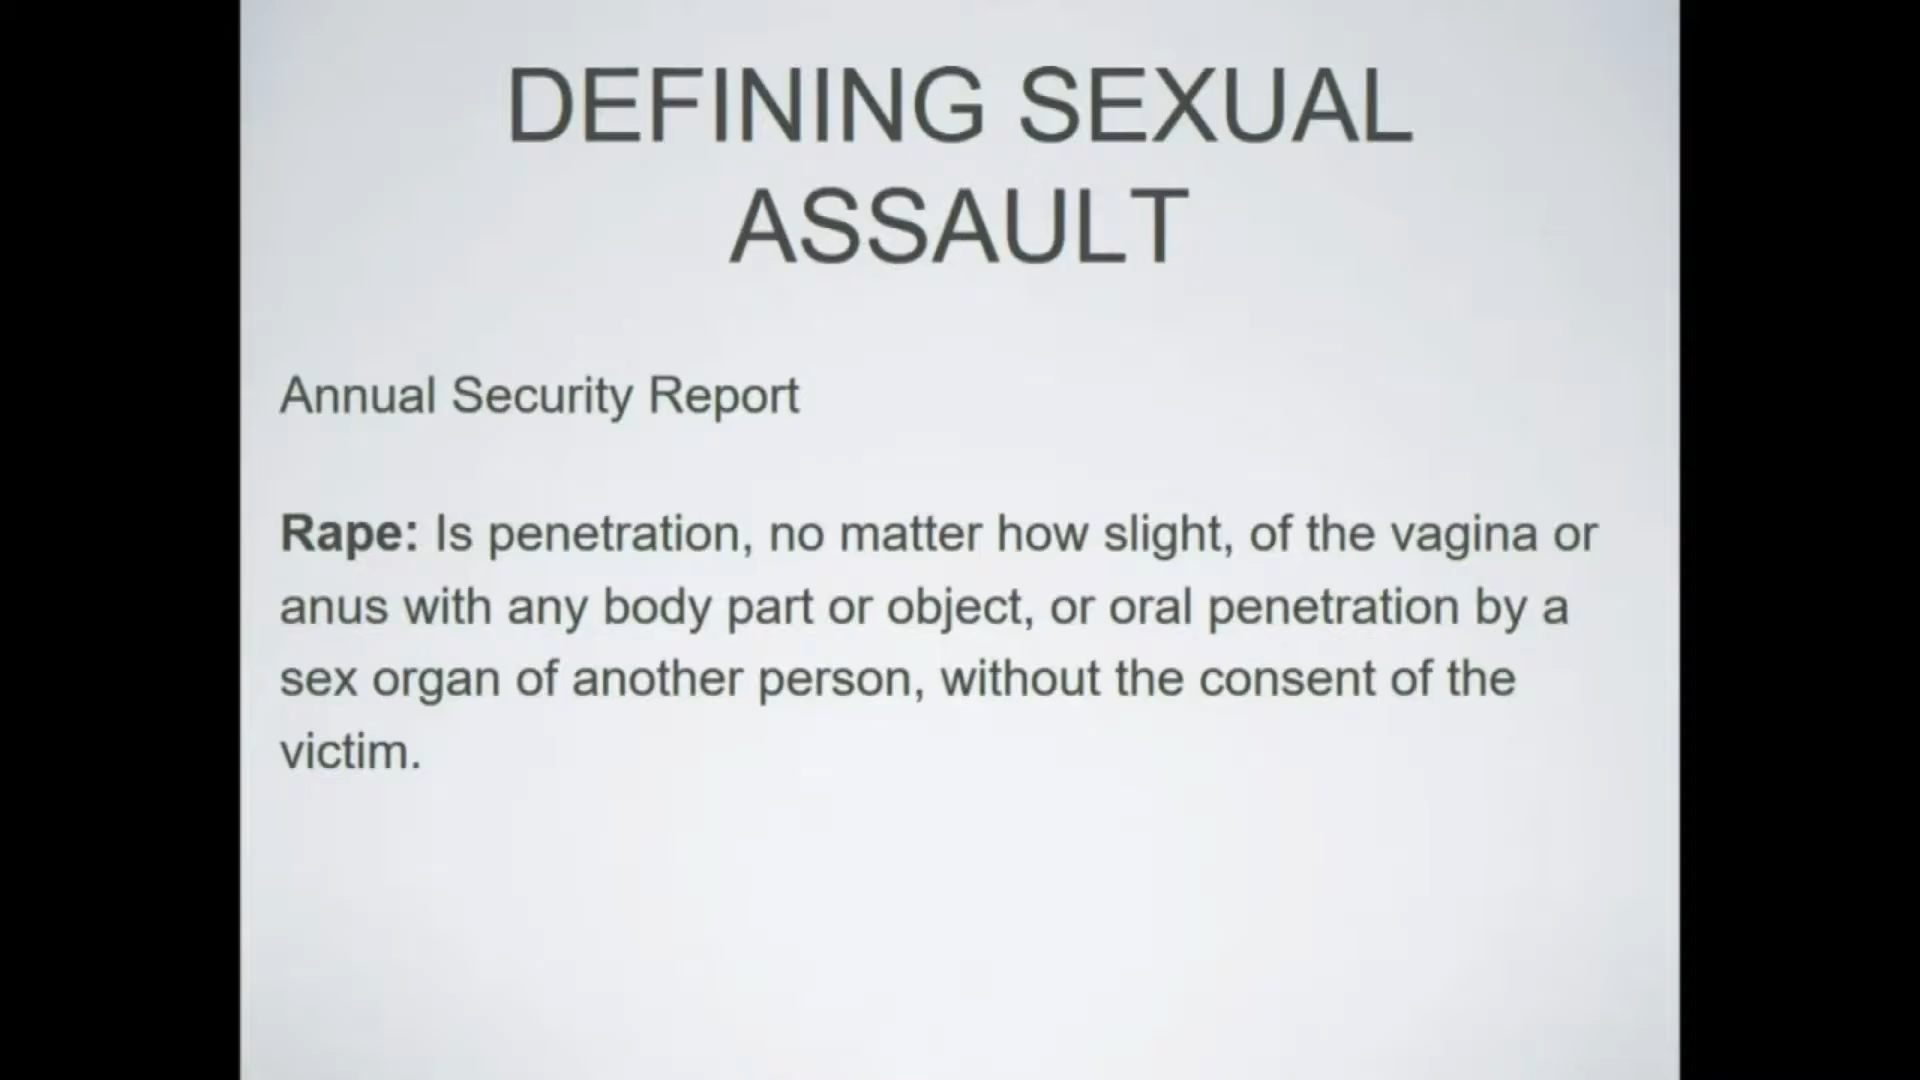 DEFINING SEXUAL
ASSAULT
Annual Security Report
Rape: Is penetration, no matter how slight, of the vagina or
anus with any body part or object, or oral penetration by a
sex organ of another person, without the consent of the
victim.